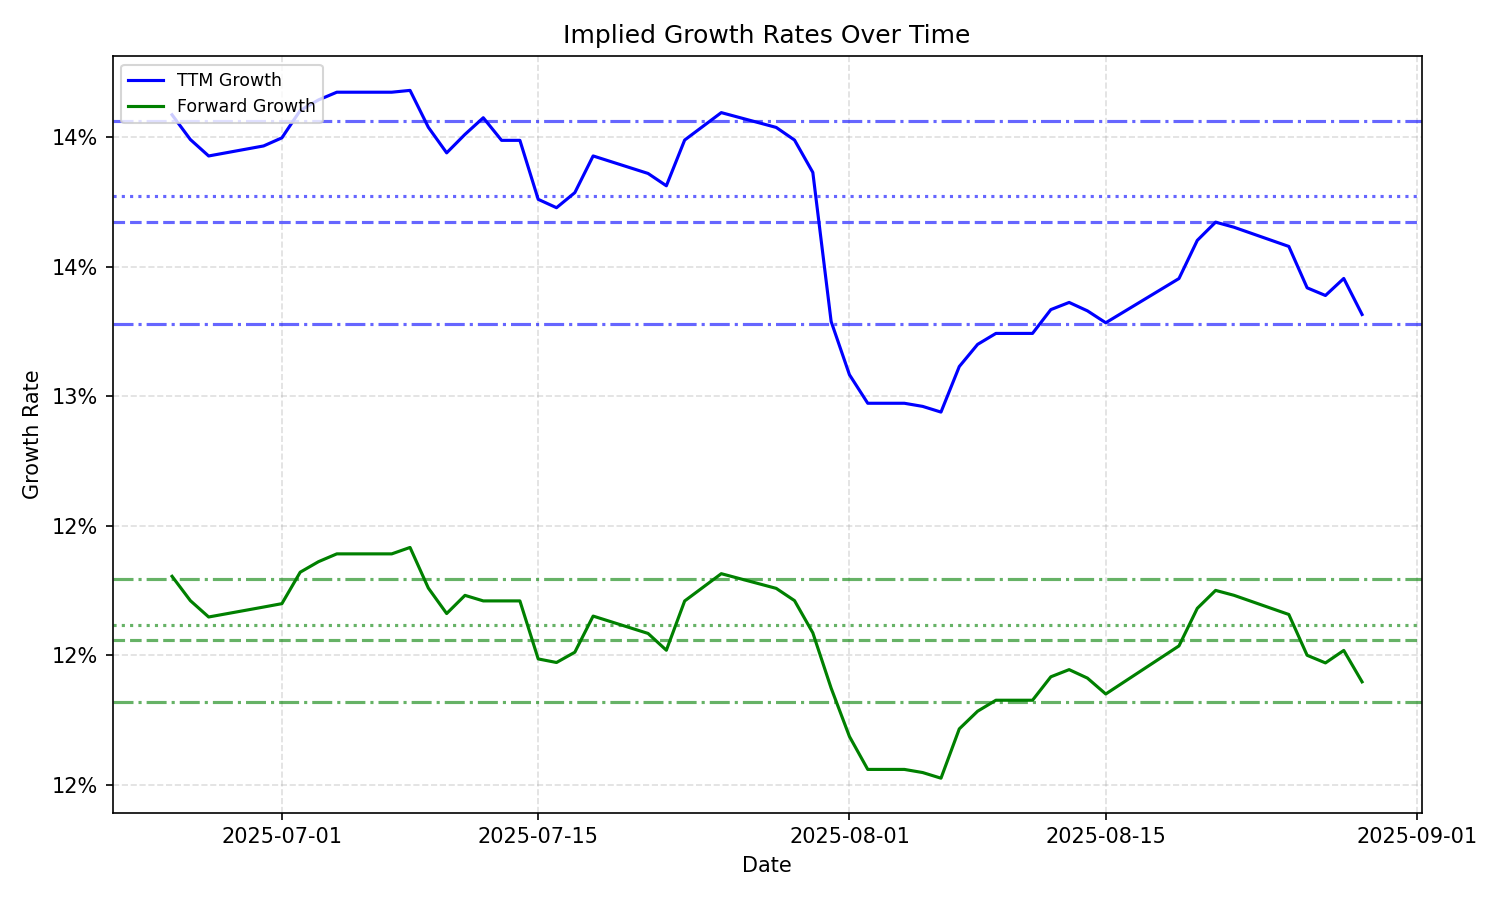 Implied Growth Rates Over Time
TTM Growth
Forward Growth
14%
14%
13%
12%
12%
12%
Growth Rate
2025-07-01
2025-07-15
2025-08-01
2025-08-15
2025-09-01
Date